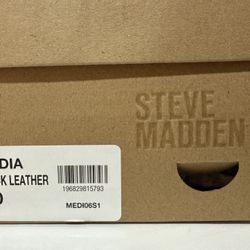 STEVE
MADDEN
DIA
K LEATHER
196829815793
MEDI06S1